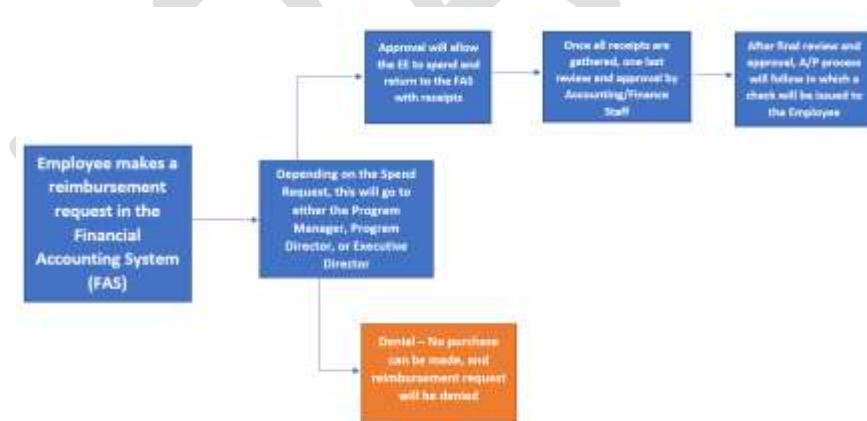 Employee makes a
reimbursement
request in the
Financial
Accounting System
(FAS)
Depending on the Spend
Request, this will go to
either the Program
Manager, Program
Director, or Executive
Director
Approval will allow
the EE to spend and
return to the FAS
with receipts
Once all receipts are
gathered, one last
review and approval by
Accounting/Finance
Staff
After final review and
approval, A/P process
will follow in which a
check will be issued to
the Employee
Denial – No purchase
can be made, and
reimbursement request
will be denied